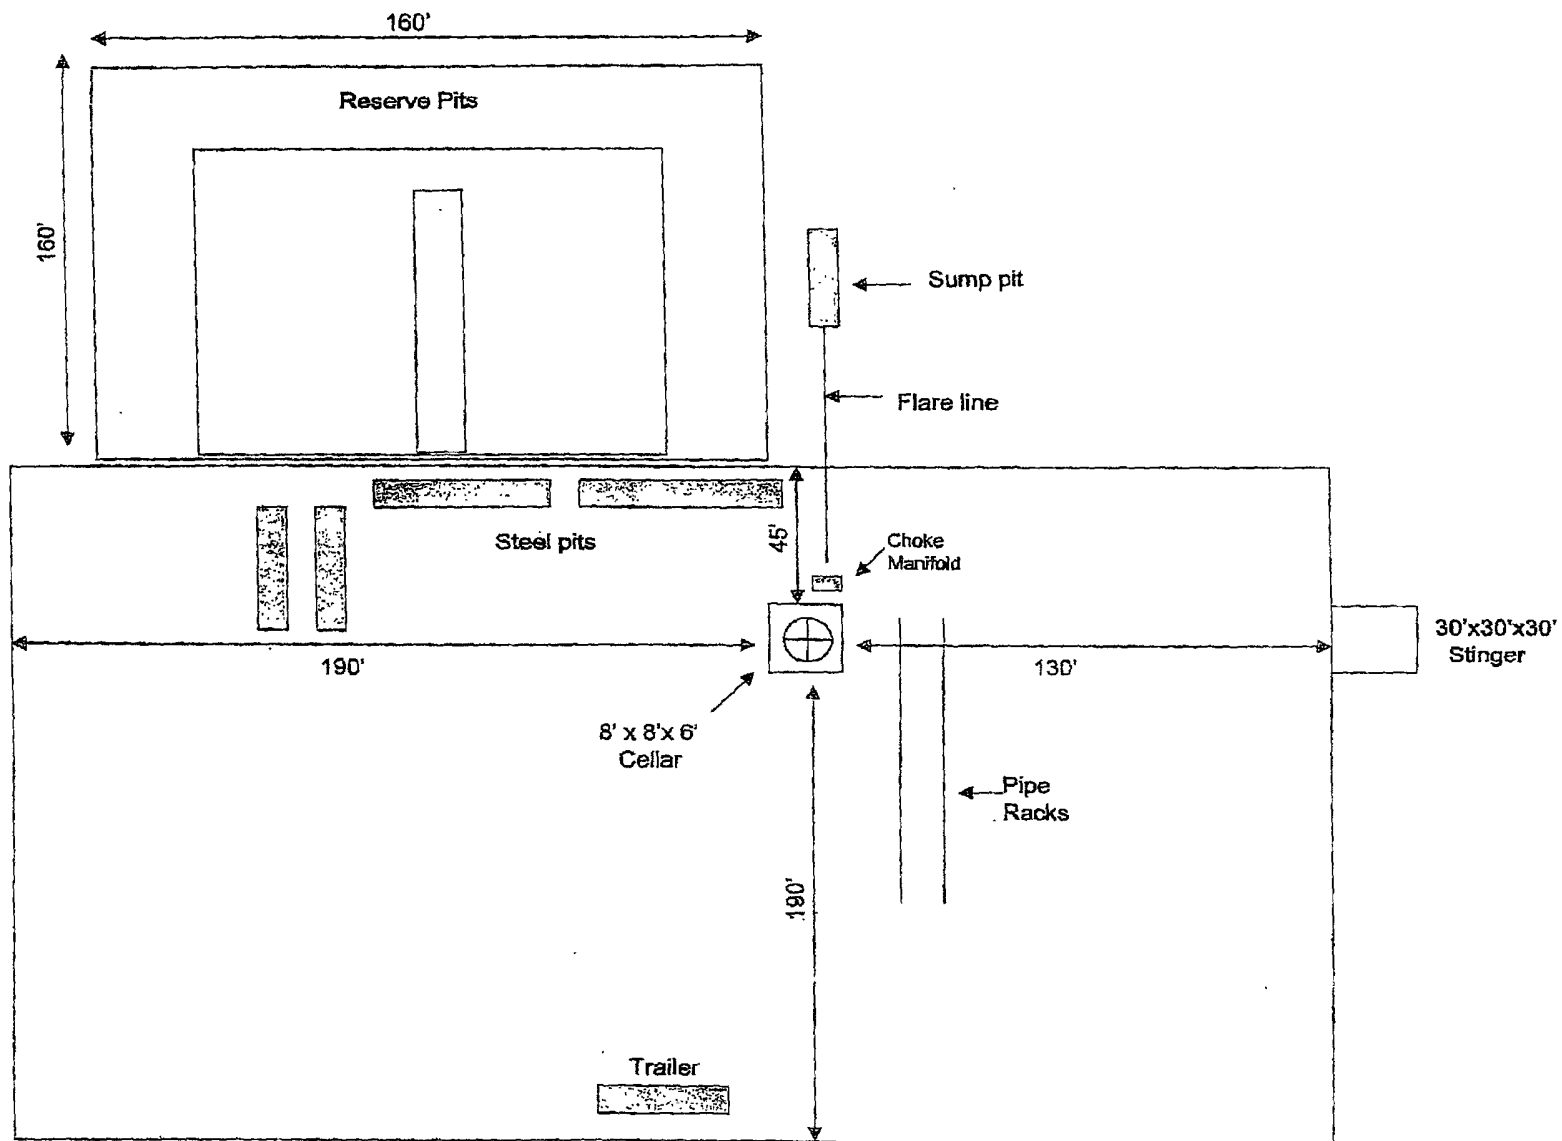 160'
Reserve Pits
160'
Sump pit
Flare line
Steel pits
45'
Choke
Manifold
30'x30'x30'
Stinger
190'
130'
8' x 8'x 6'
Cellar
Pipe
Racks
190'
Trailer